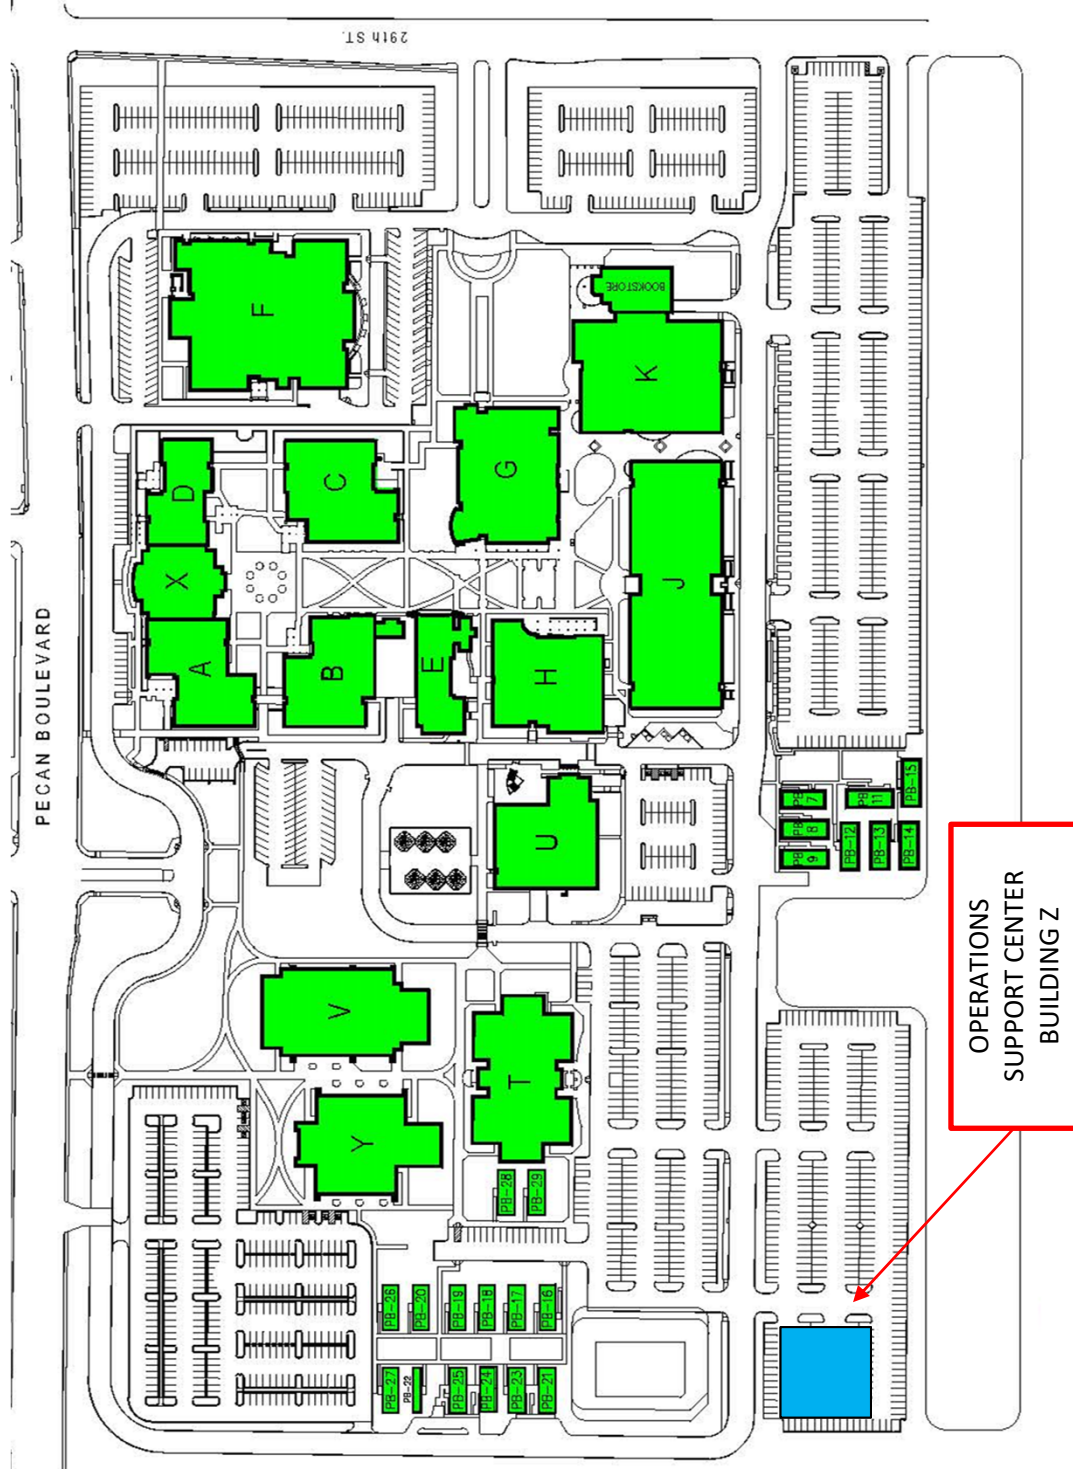 29th ST.
PECAN BOULEVARD
F
BOOKSTORE
K
D
C
G
X
J
A
B
E
H
U
PB 7
PB 8
PB 9
PB 11
PB-15
PB-12
PB-13
PB-14
V
T
Y
PB-28
PB-29
PB-26
PB-20
PB-19
PB-18
PB-17
PB-16
PB-27
PB-22
PB-25
PB-24
PB-23
PB-21
OPERATIONS
SUPPORT CENTER
BUILDING Z